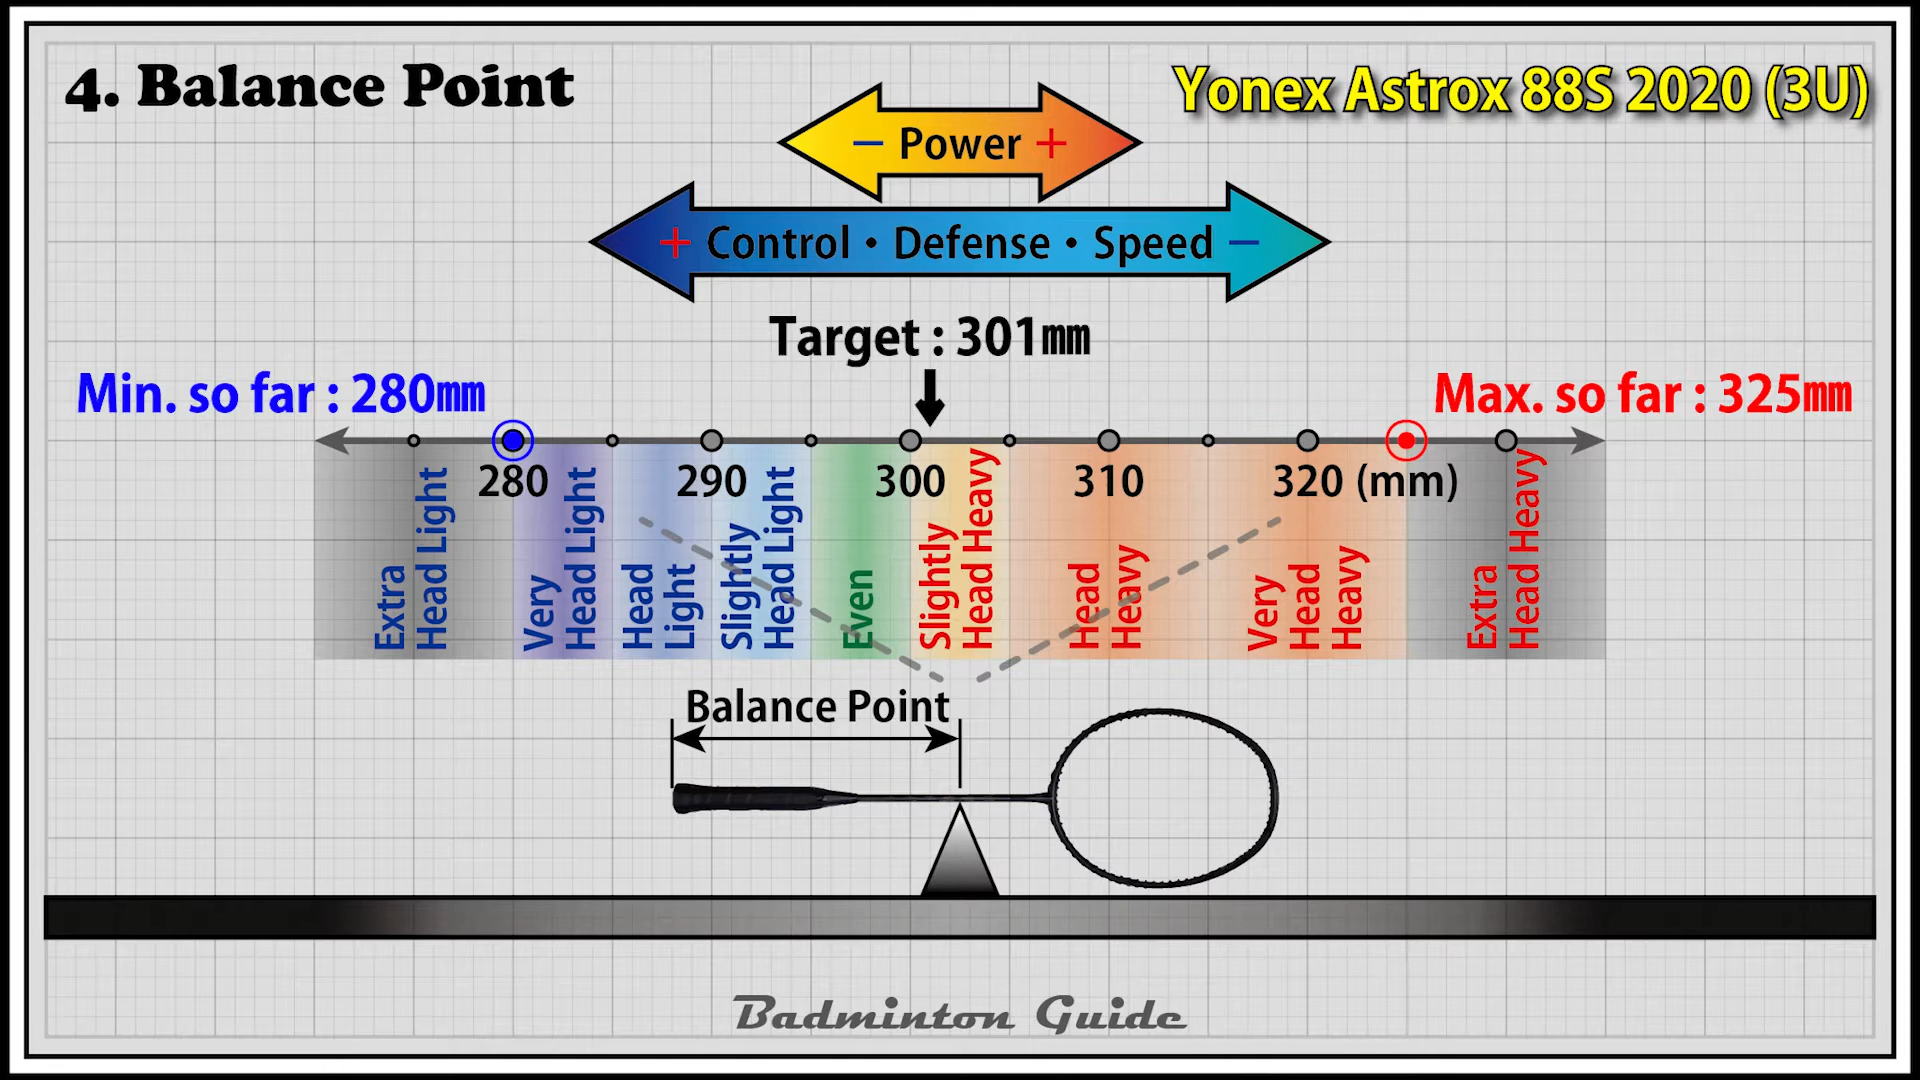 4. Balance Point
Yonex Astrox 88S 2020 (3U)
− Power +
+ Control • Defense • Speed −
Target : 301mm
Min. so far : 280mm
Max. so far : 325mm
280 290 300 310 320 (mm)
Extra
Head Light
Very
Head Light
Head
Light
Slightly
Head Light
Even
Slightly
Head Heavy
Head
Heavy
Very
Head
Heavy
Extra
Head Heavy
Balance Point
Badminton Guide